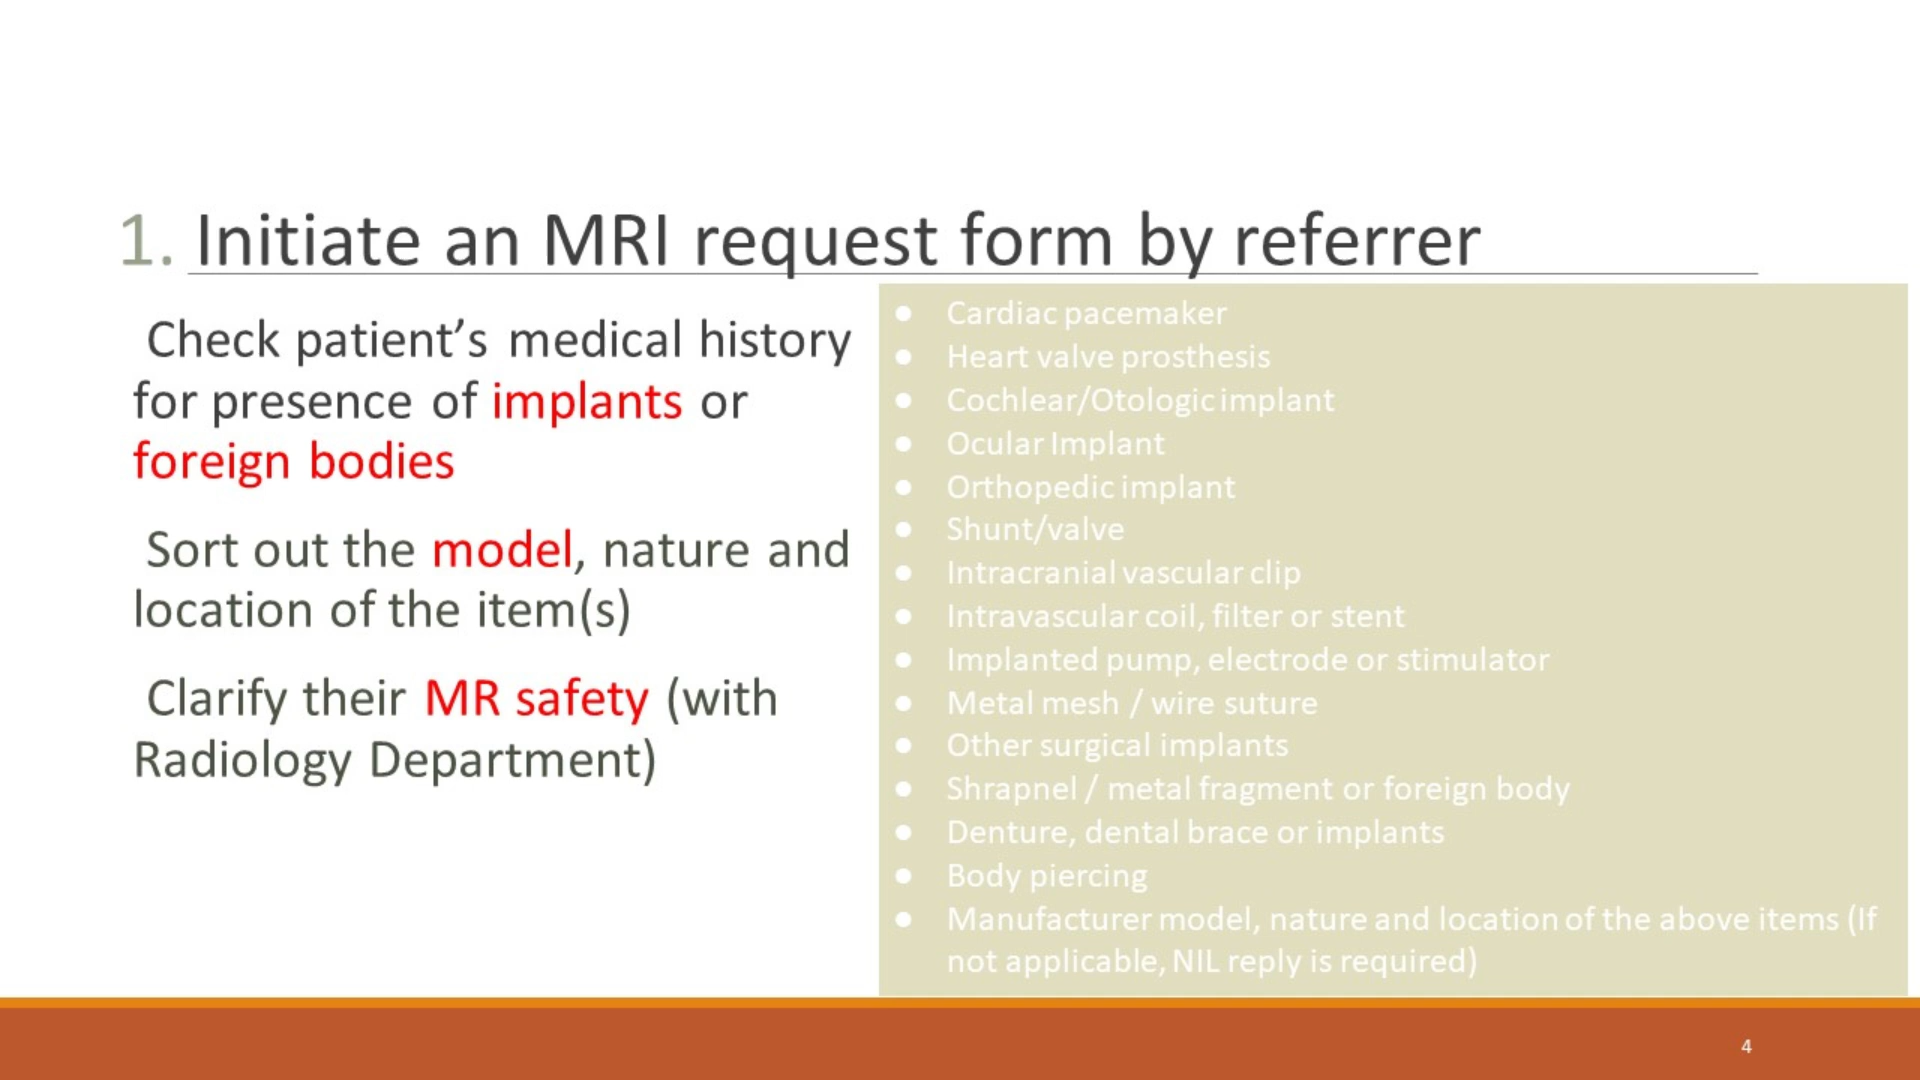 1. Initiate an MRI request form by referrer
Check patient’s medical history
for presence of implants or
foreign bodies
Sort out the model, nature and
location of the item(s)
Clarify their MR safety (with
Radiology Department)
● Cardiac pacemaker
● Heart valve prosthesis
● Cochlear/Otologic implant
● Ocular Implant
● Orthopedic implant
● Shunt/valve
● Intracranial vascular clip
● Intravascular coil, filter or stent
● Implanted pump, electrode or stimulator
● Metal mesh / wire suture
● Other surgical implants
● Shrapnel / metal fragment or foreign body
● Denture, dental brace or implants
● Body piercing
● Manufacturer model, nature and location of the above items (If
not applicable, NIL reply is required)
4